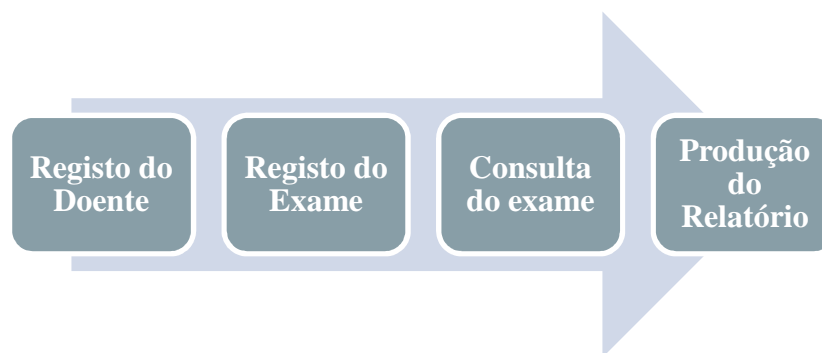 Registo do
Doente
Registo do
Exame
Consulta
do exame
Produção
do
Relatório